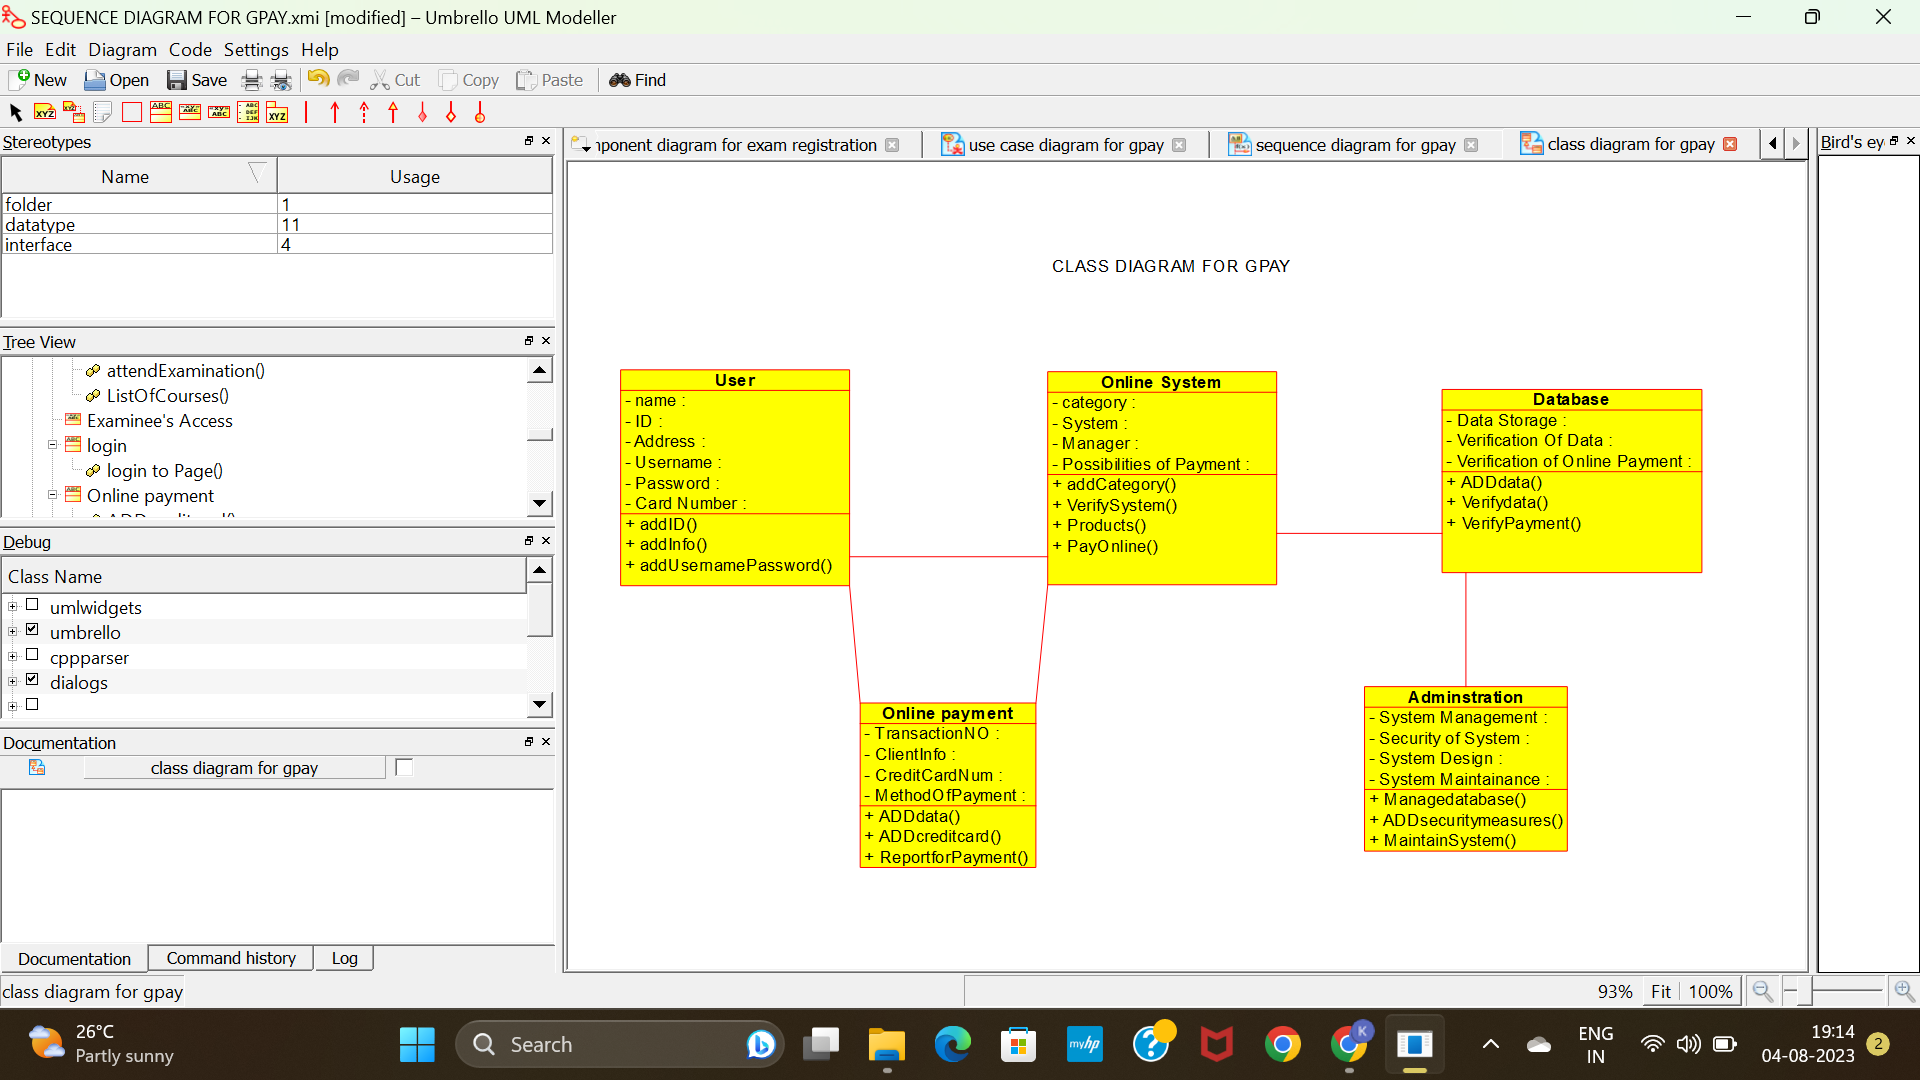 SEQUENCE DIAGRAM FOR GPAY.xmi [modified] – Umbrello UML Modeller
File Edit Diagram Code Settings Help
New Open Save Cut Copy Paste Find
Stereotypes
Name Usage
folder 1
datatype 11
interface 4
Tree View
attendExamination()
ListOfCourses()
Examinee's Access
login
login to Page()
Online payment
Debug
Class Name
umlwidgets
umbrello
cppparser
dialogs
Documentation
class diagram for gpay
Documentation Command history Log
class diagram for gpay
ponent diagram for exam registration
use case diagram for gpay
sequence diagram for gpay
class diagram for gpay
Bird's ey
CLASS DIAGRAM FOR GPAY
User
- name :
- ID :
- Address :
- Username :
- Password :
- Card Number :
+ addID()
+ addInfo()
+ addUsernamePassword()
Online System
- category :
- System :
- Manager :
- Possibilities of Payment :
+ addCategory()
+ VerifySystem()
+ Products()
+ PayOnline()
Database
- Data Storage :
- Verification Of Data :
- Verification of Online Payment :
+ ADDdata()
+ Verifydata()
+ VerifyPayment()
Online payment
- TransactionNO :
- ClientInfo :
- CreditCardNum :
- MethodOfPayment :
+ ADDdata()
+ ADDcreditcard()
+ ReportforPayment()
Adminstration
- System Management :
- Security of System :
- System Design :
- System Maintainance :
+ Managedatabase()
+ ADDsecuritymeasures()
+ MaintainSystem()
93% Fit 100%
26°C
Partly sunny
Search
myhp
K
ENG
IN
19:14
04-08-2023
2